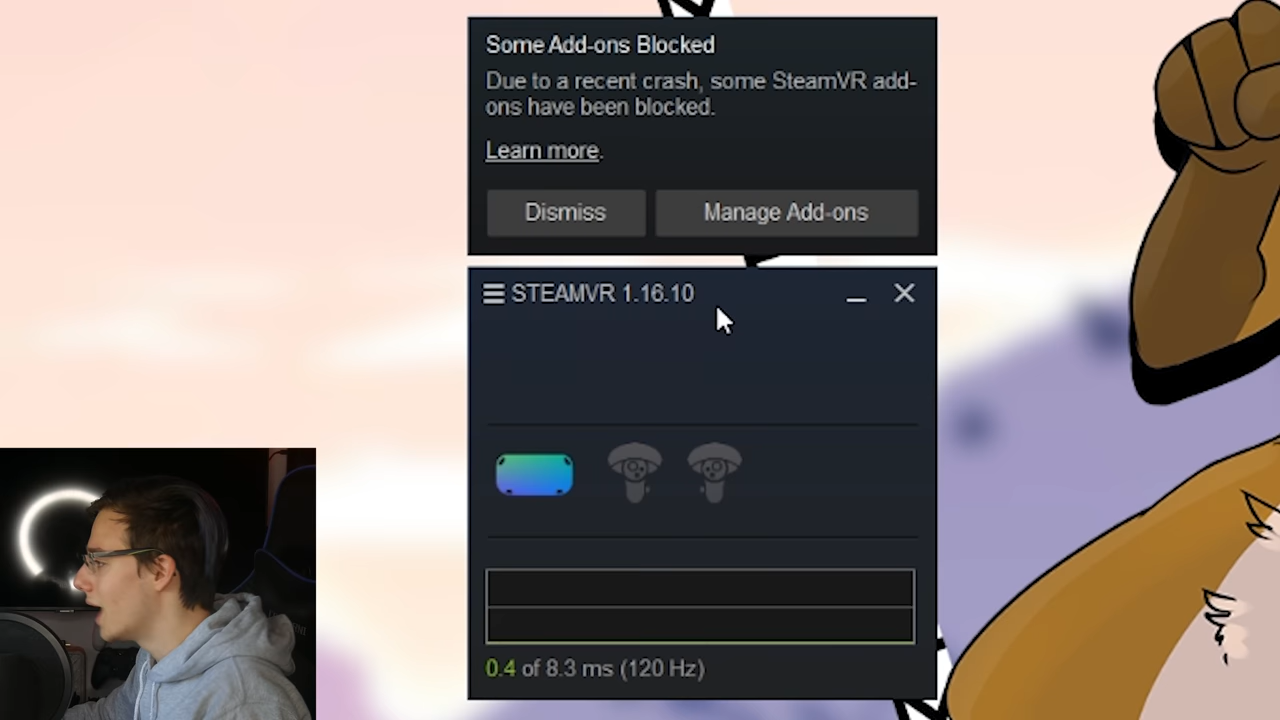 Some Add-ons Blocked
Due to a recent crash, some SteamVR add-
ons have been blocked.
Learn more.
Dismiss
Manage Add-ons
STEAMVR 1.16.10
0.4 of 8.3 ms (120 Hz)